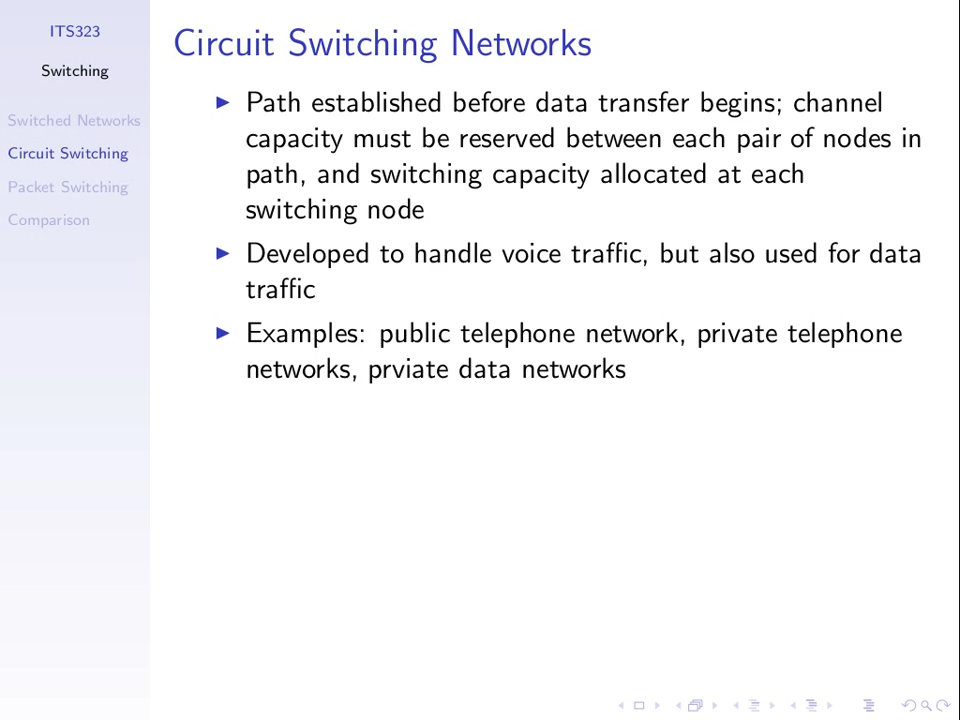 ITS323
Switching
Switched Networks
Circuit Switching
Packet Switching
Comparison
Circuit Switching Networks
Path established before data transfer begins; channel
capacity must be reserved between each pair of nodes in
path, and switching capacity allocated at each
switching node
Developed to handle voice traffic, but also used for data
traffic
Examples: public telephone network, private telephone
networks, prviate data networks